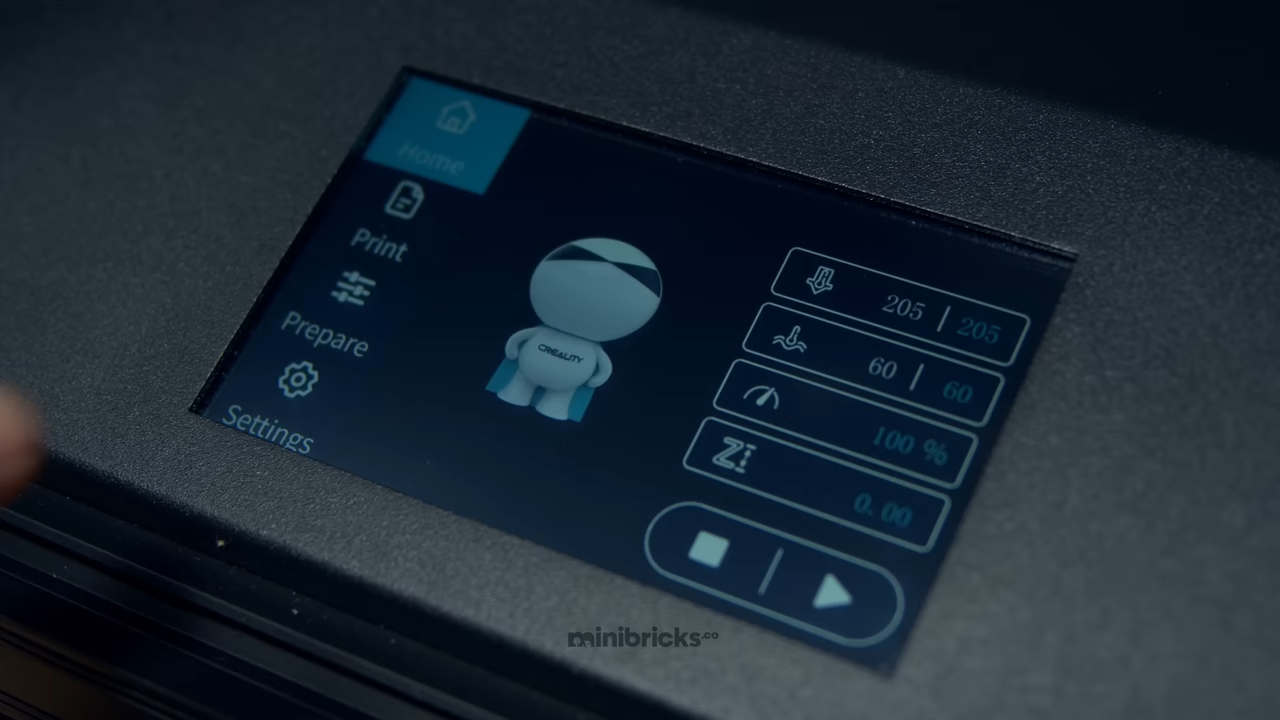 Home
Print
Prepare
Settings
CREALITY
205 | 205
60 | 60
100 %
Z
0.00
minibricks.co